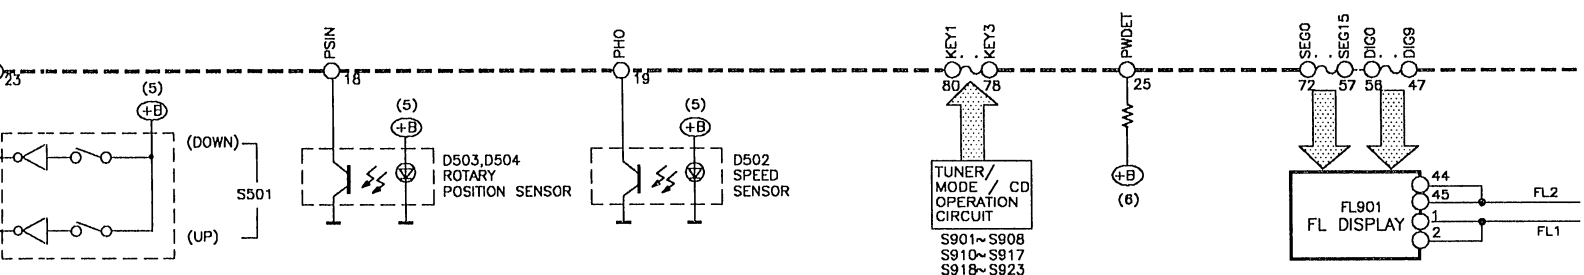 PSIN
PHO
KEY1 . . KEY3
PWDET
SEG0 . . SEG15
DIG0 . . DIG9
23
18
19
80
78
25
72
57
56
47
(5)
+B
(DOWN)
S501
(UP)
(5)
+B
D503,D504
ROTARY
POSITION SENSOR
(5)
+B
D502
SPEED
SENSOR
TUNER/
MODE / CD
OPERATION
CIRCUIT
S901~S908
S910~S917
S918~S923
+B
(6)
FL901
FL DISPLAY
44
45
1
2
FL2
FL1